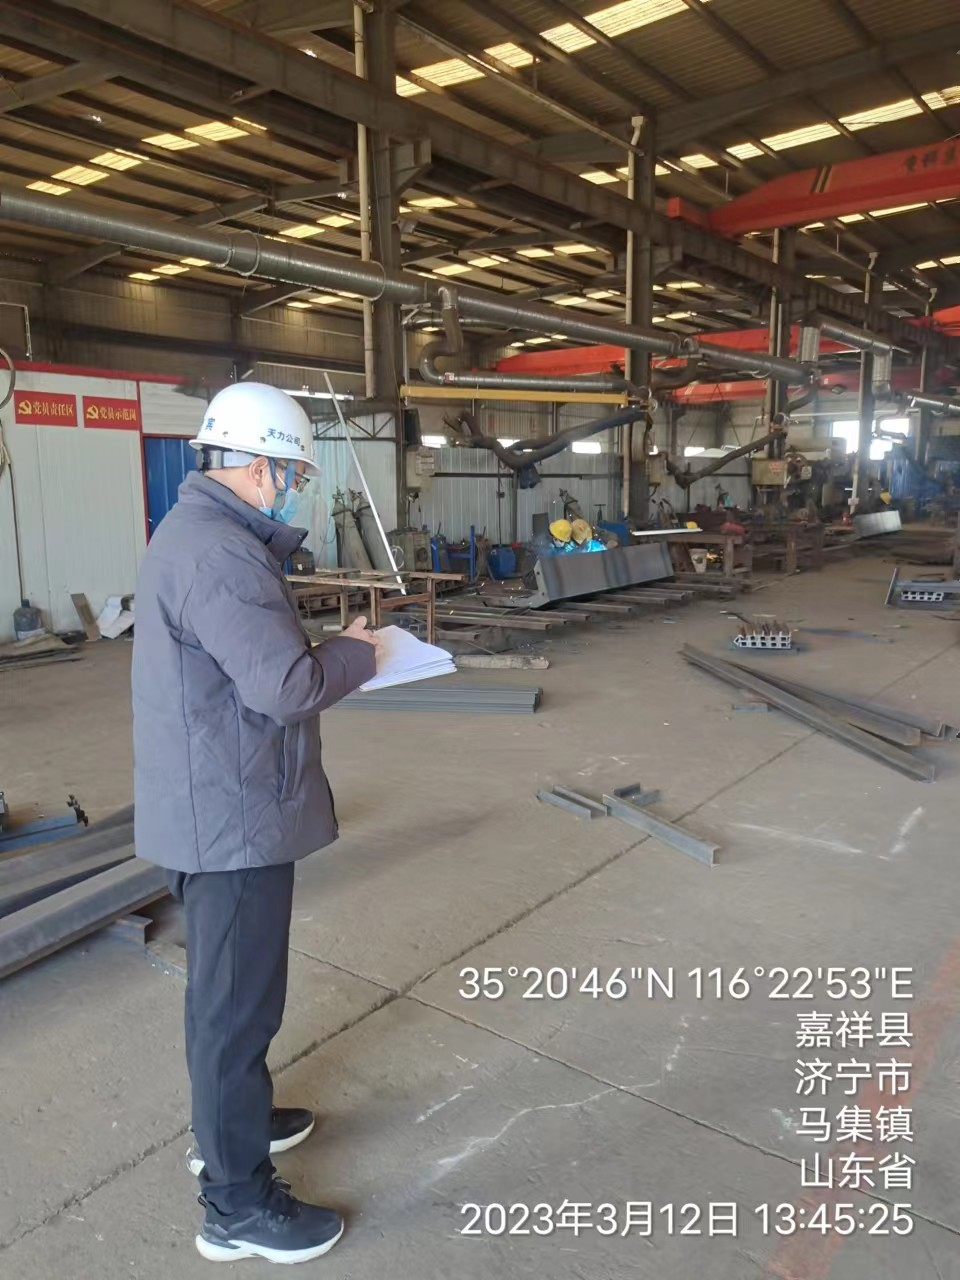 党员责任区
党员示范岗
宾
天力公司
35°20'46"N 116°22'53"E
嘉祥县
济宁市
马集镇
山东省
2023年3月12日 13:45:25